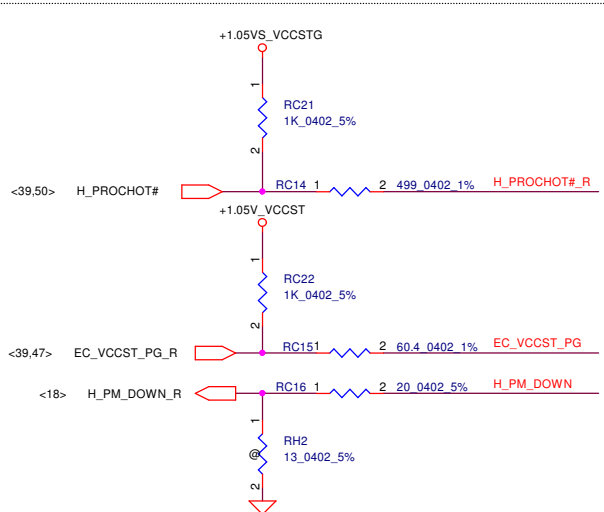 +1.05VS_VCCSTG
1
RC21
1K_0402_5%
2
<39,50> H_PROCHOT# RC14 1 2 499_0402_1% H_PROCHOT#_R
+1.05V_VCCST
1
RC22
1K_0402_5%
2
<39,47> EC_VCCST_PG_R RC15 1 2 60.4_0402_1% EC_VCCST_PG
<18> H_PM_DOWN_R RC16 1 2 20_0402_5% H_PM_DOWN
1
RH2
@
13_0402_5%
2